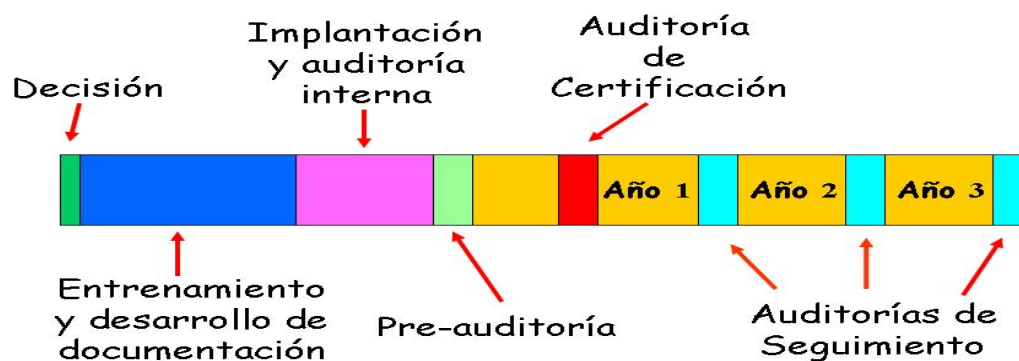 Decisión
Implantación
y auditoría
interna
Auditoría
de
Certificación
Año 1
Año 2
Año 3
Entrenamiento
y desarrollo de
documentación
Pre-auditoría
Auditorías de
Seguimiento